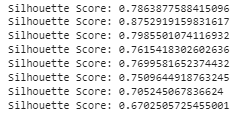 Silhouette Score: 0.7863877588415096
Silhouette Score: 0.8752919159831617
Silhouette Score: 0.7985501074116932
Silhouette Score: 0.7615418302602636
Silhouette Score: 0.7699581652374432
Silhouette Score: 0.7509644918763245
Silhouette Score: 0.705245067836624
Silhouette Score: 0.6702505725455001